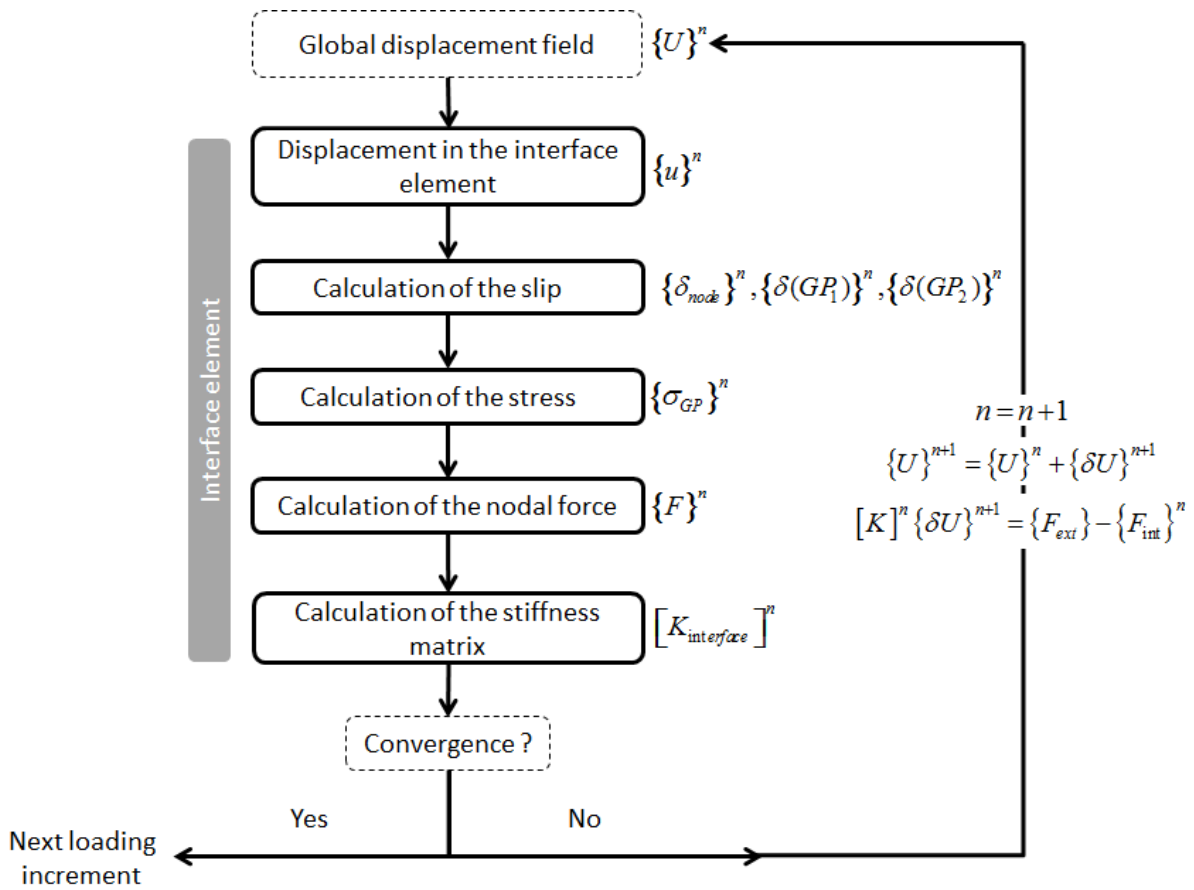 Global displacement field {U}ⁿ
Displacement in the interface
element
{u}ⁿ
Calculation of the slip {δ_node}ⁿ, {δ(GP₁)}ⁿ, {δ(GP₂)}ⁿ
Calculation of the stress {σ_GP}ⁿ
Calculation of the nodal force {F}ⁿ
Calculation of the stiffness
matrix
[K_interface]ⁿ
Interface element
Convergence ?
Yes
No
Next loading
increment
n = n+1
{U}ⁿ⁺¹ = {U}ⁿ + {δU}ⁿ⁺¹
[K]ⁿ {δU}ⁿ⁺¹ = {F_ext} − {F_int}ⁿ